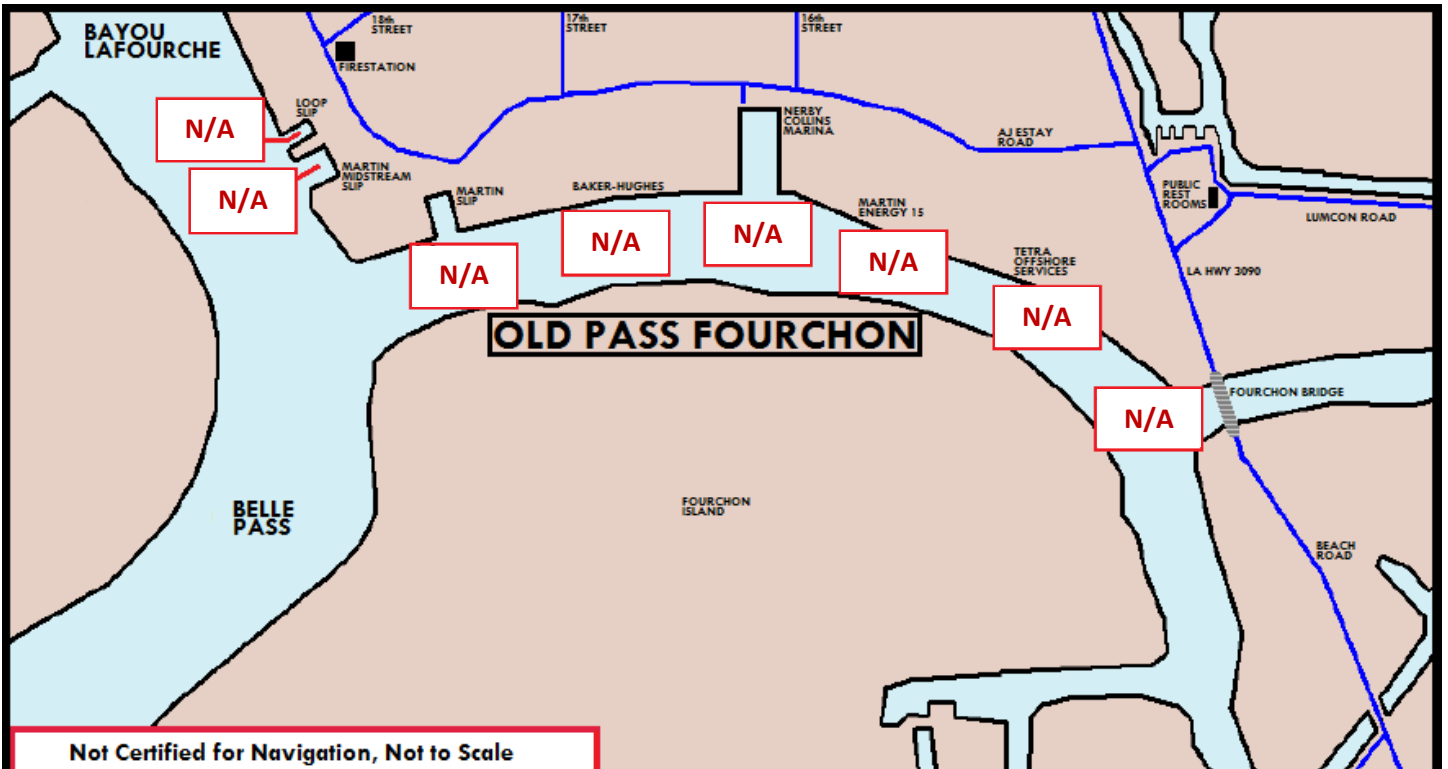 18th
STREET
17th
STREET
16th
STREET
BAYOU
LAFOURCHE
FIRESTATION
LOOP
SLIP
N/A
NERBY
COLLINS
MARINA
AJ ESTAY
ROAD
MARTIN
MIDSTREAM
SLIP
N/A
MARTIN
SLIP
BAKER-HUGHES
PUBLIC
REST
ROOMS
MARTIN
ENERGY 15
LUMCON ROAD
N/A
N/A
N/A
N/A
TETRA
OFFSHORE
SERVICES
LA HWY 3090
N/A
OLD PASS FOURCHON
FOURCHON BRIDGE
N/A
BELLE
PASS
FOURCHON
ISLAND
BEACH
ROAD
Not Certified for Navigation, Not to Scale